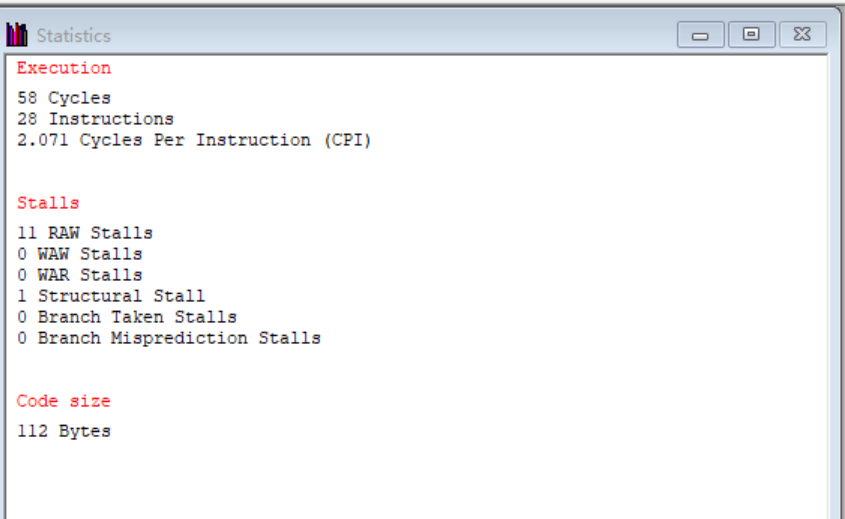 Statistics
Execution
58 Cycles
28 Instructions
2.071 Cycles Per Instruction (CPI)
Stalls
11 RAW Stalls
0 WAW Stalls
0 WAR Stalls
1 Structural Stall
0 Branch Taken Stalls
0 Branch Misprediction Stalls
Code size
112 Bytes